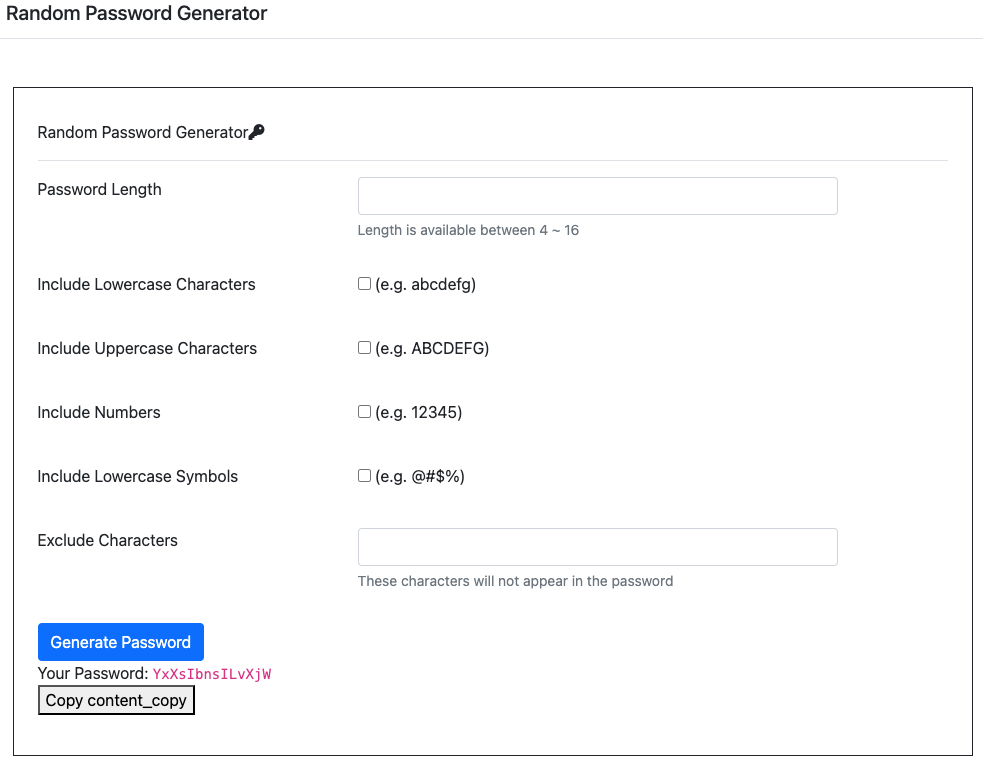 Random Password Generator
Random Password Generator
Password Length
Length is available between 4 ~ 16
Include Lowercase Characters (e.g. abcdefg)
Include Uppercase Characters (e.g. ABCDEFG)
Include Numbers (e.g. 12345)
Include Lowercase Symbols (e.g. @#$%)
Exclude Characters
These characters will not appear in the password
Generate Password
Your Password: YxXsIbnsILvXjW
Copy content_copy